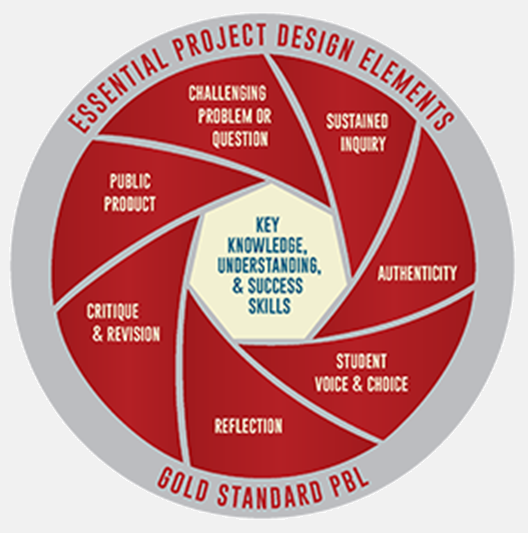 ESSENTIAL PROJECT DESIGN ELEMENTS
CHALLENGING
PROBLEM OR
QUESTION
SUSTAINED
INQUIRY
AUTHENTICITY
STUDENT
VOICE & CHOICE
REFLECTION
CRITIQUE
& REVISION
PUBLIC
PRODUCT
KEY
KNOWLEDGE,
UNDERSTANDING,
& SUCCESS
SKILLS
GOLD STANDARD PBL